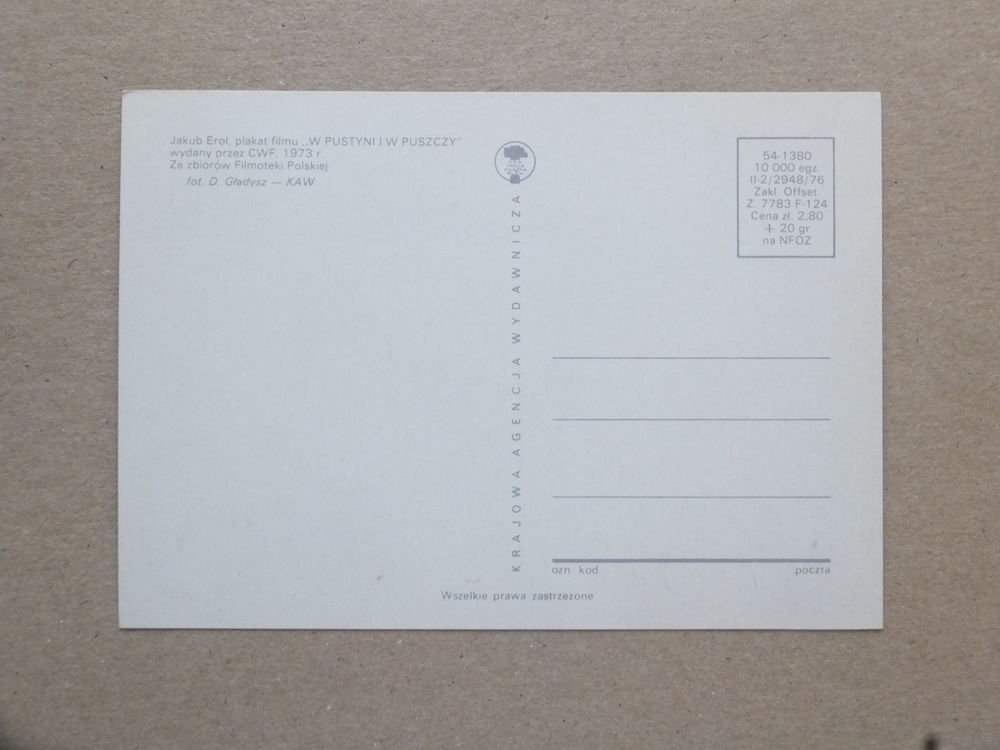 Jakub Erol, plakat filmu „W PUSTYNI I W PUSZCZY"
wydany przez CWF, 1973 r.
Ze zbiorów Filmoteki Polskiej
fot. D. Gładysz — KAW
KRAJOWA AGENCJA WYDAWNICZA
54-1380
10 000 egz.
II-2/2948/76
Zakł. Offset.
Z. 7783 F-124
Cena zł. 2,80
+ 20 gr
na NFOZ
ozn. kod.
poczta
Wszelkie prawa zastrzeżone